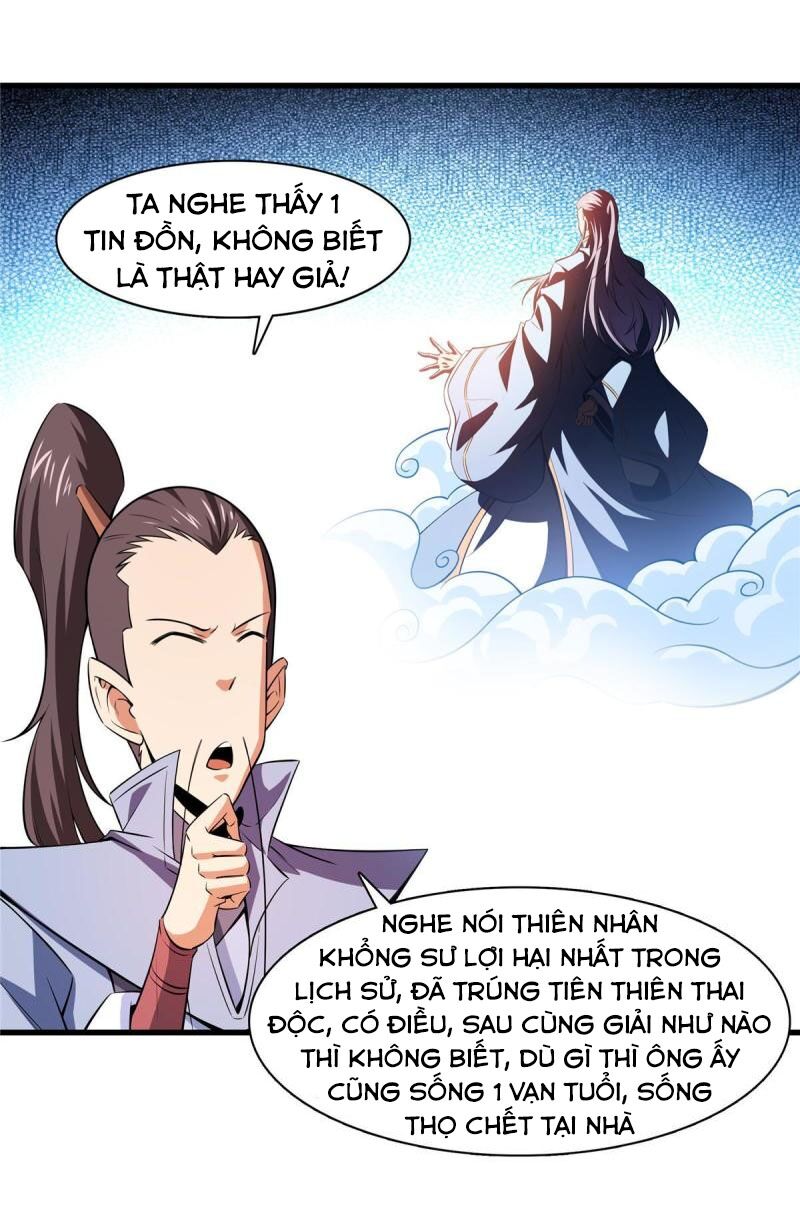 TA NGHE THẤY 1
TIN ĐỒN, KHÔNG BIẾT
LÀ THẬT HAY GIẢ!
NGHE NÓI THIÊN NHÂN
KHỔNG SƯ LỢI HẠI NHẤT TRONG
LỊCH SỬ, ĐÃ TRÚNG TIÊN THIÊN THAI
ĐỘC, CÓ ĐIỀU, SAU CÙNG GIẢI NHƯ NÀO
THÌ KHÔNG BIẾT, DÙ GÌ THÌ ÔNG ẤY
CŨNG SỐNG 1 VẠN TUỔI, SỐNG
THỌ CHẾT TẠI NHÀ